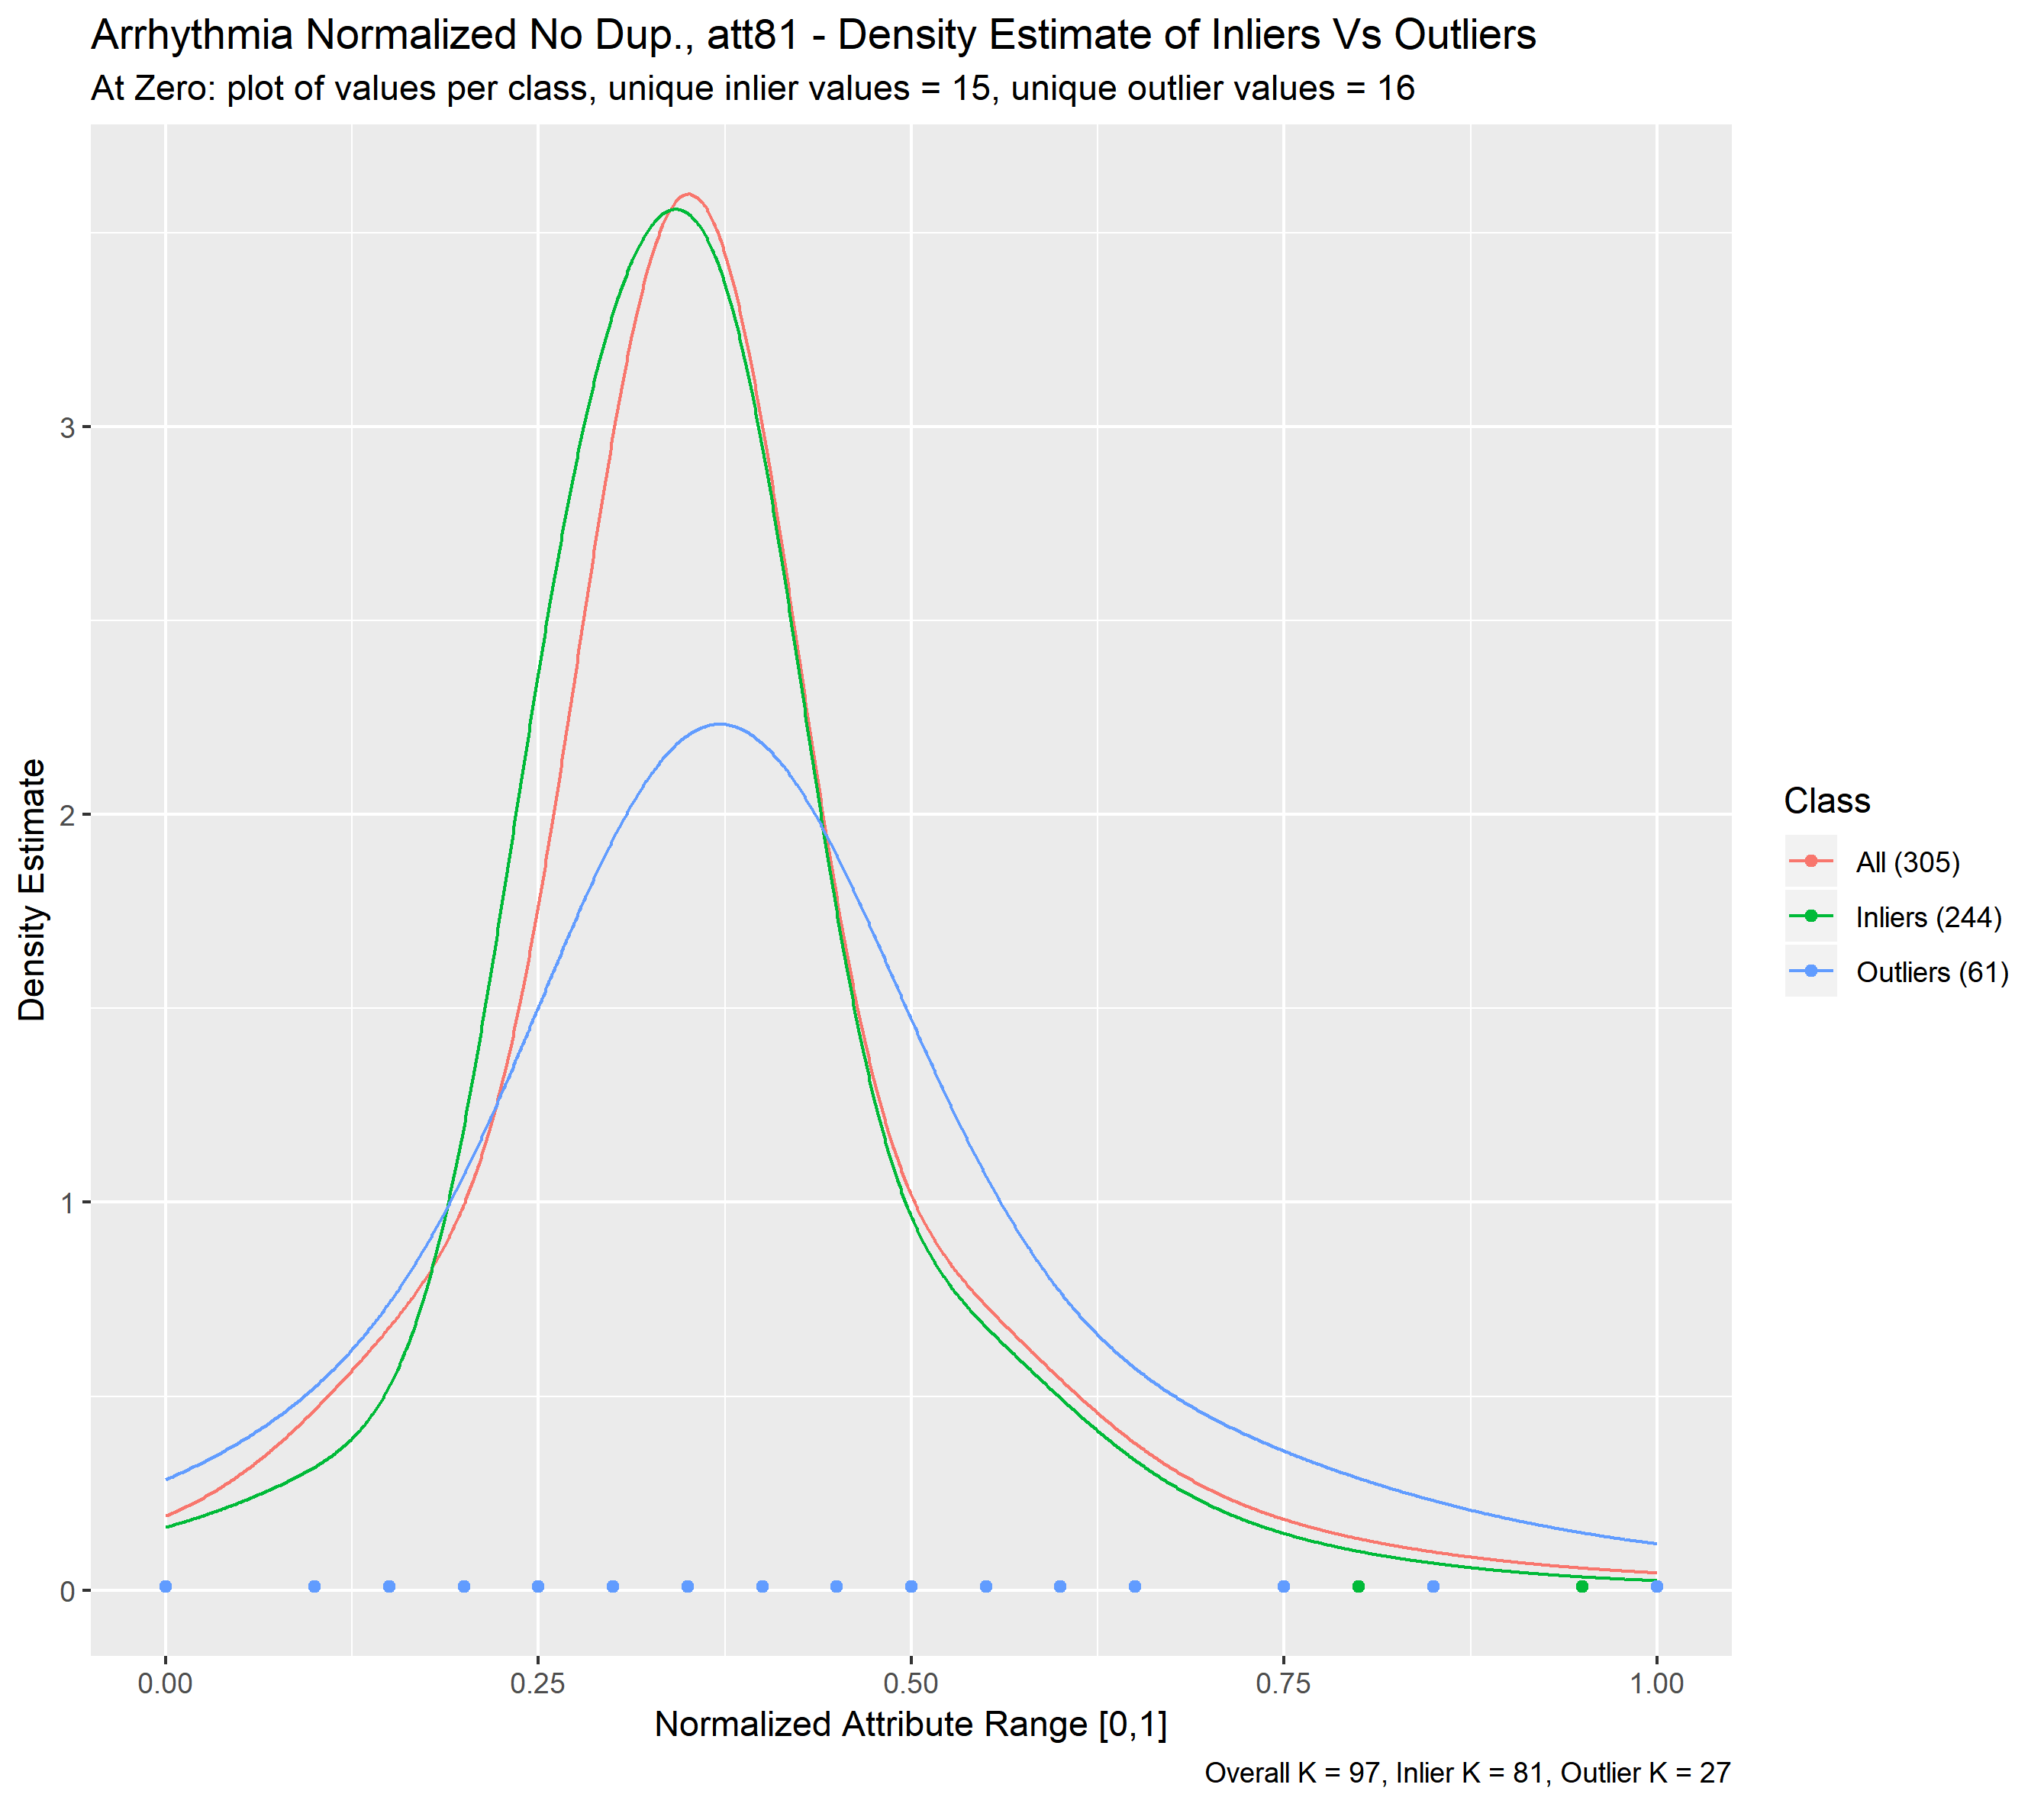 Arrhythmia Normalized No Dup., att81 - Density Estimate of Inliers Vs Outliers
At Zero: plot of values per class, unique inlier values = 15, unique outlier values = 16
Density Estimate
3
2
1
0
0.00 0.25 0.50 0.75 1.00
Normalized Attribute Range [0,1]
Overall K = 97, Inlier K = 81, Outlier K = 27
Class
All (305)
Inliers (244)
Outliers (61)